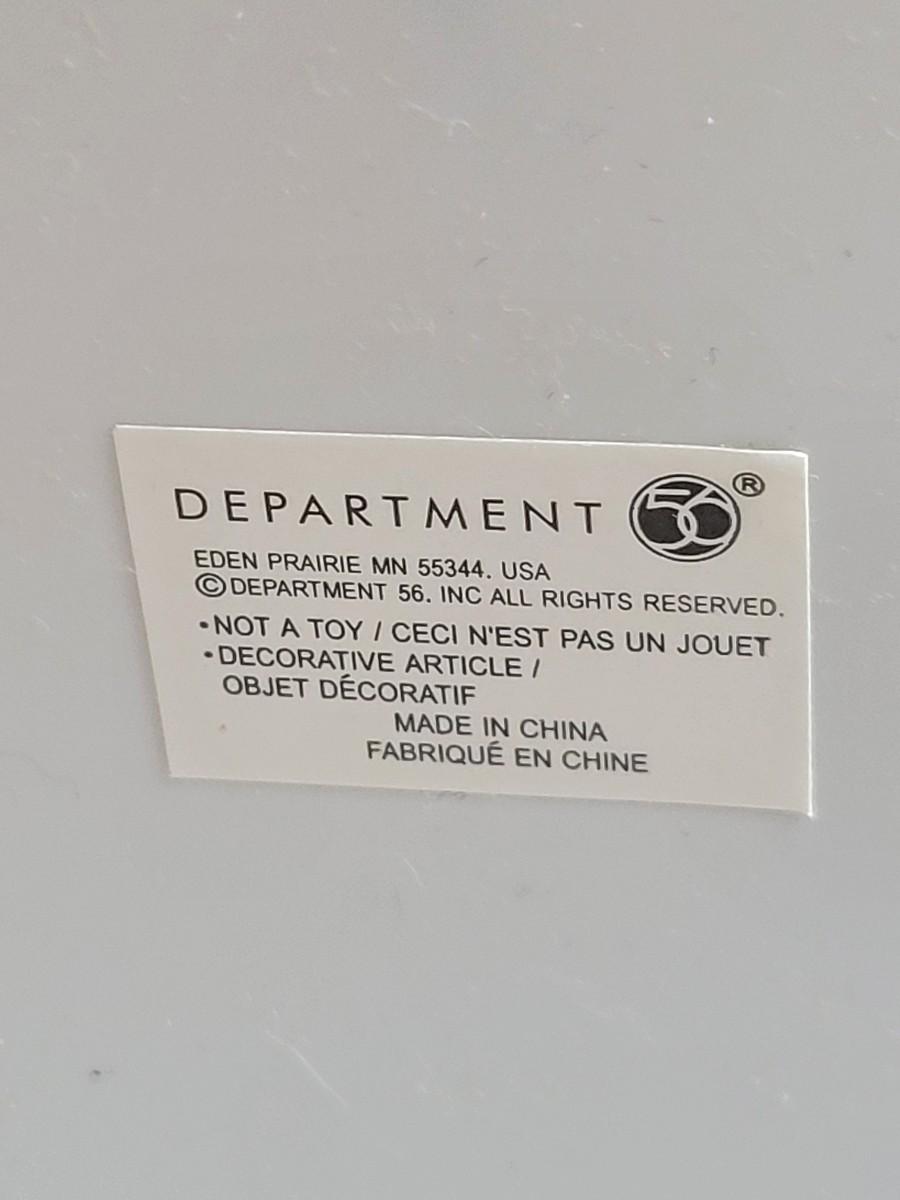 DEPARTMENT 56®
EDEN PRAIRIE MN 55344. USA
©DEPARTMENT 56. INC ALL RIGHTS RESERVED.
•NOT A TOY / CECI N'EST PAS UN JOUET
•DECORATIVE ARTICLE /
OBJET DÉCORATIF
MADE IN CHINA
FABRIQUÉ EN CHINE